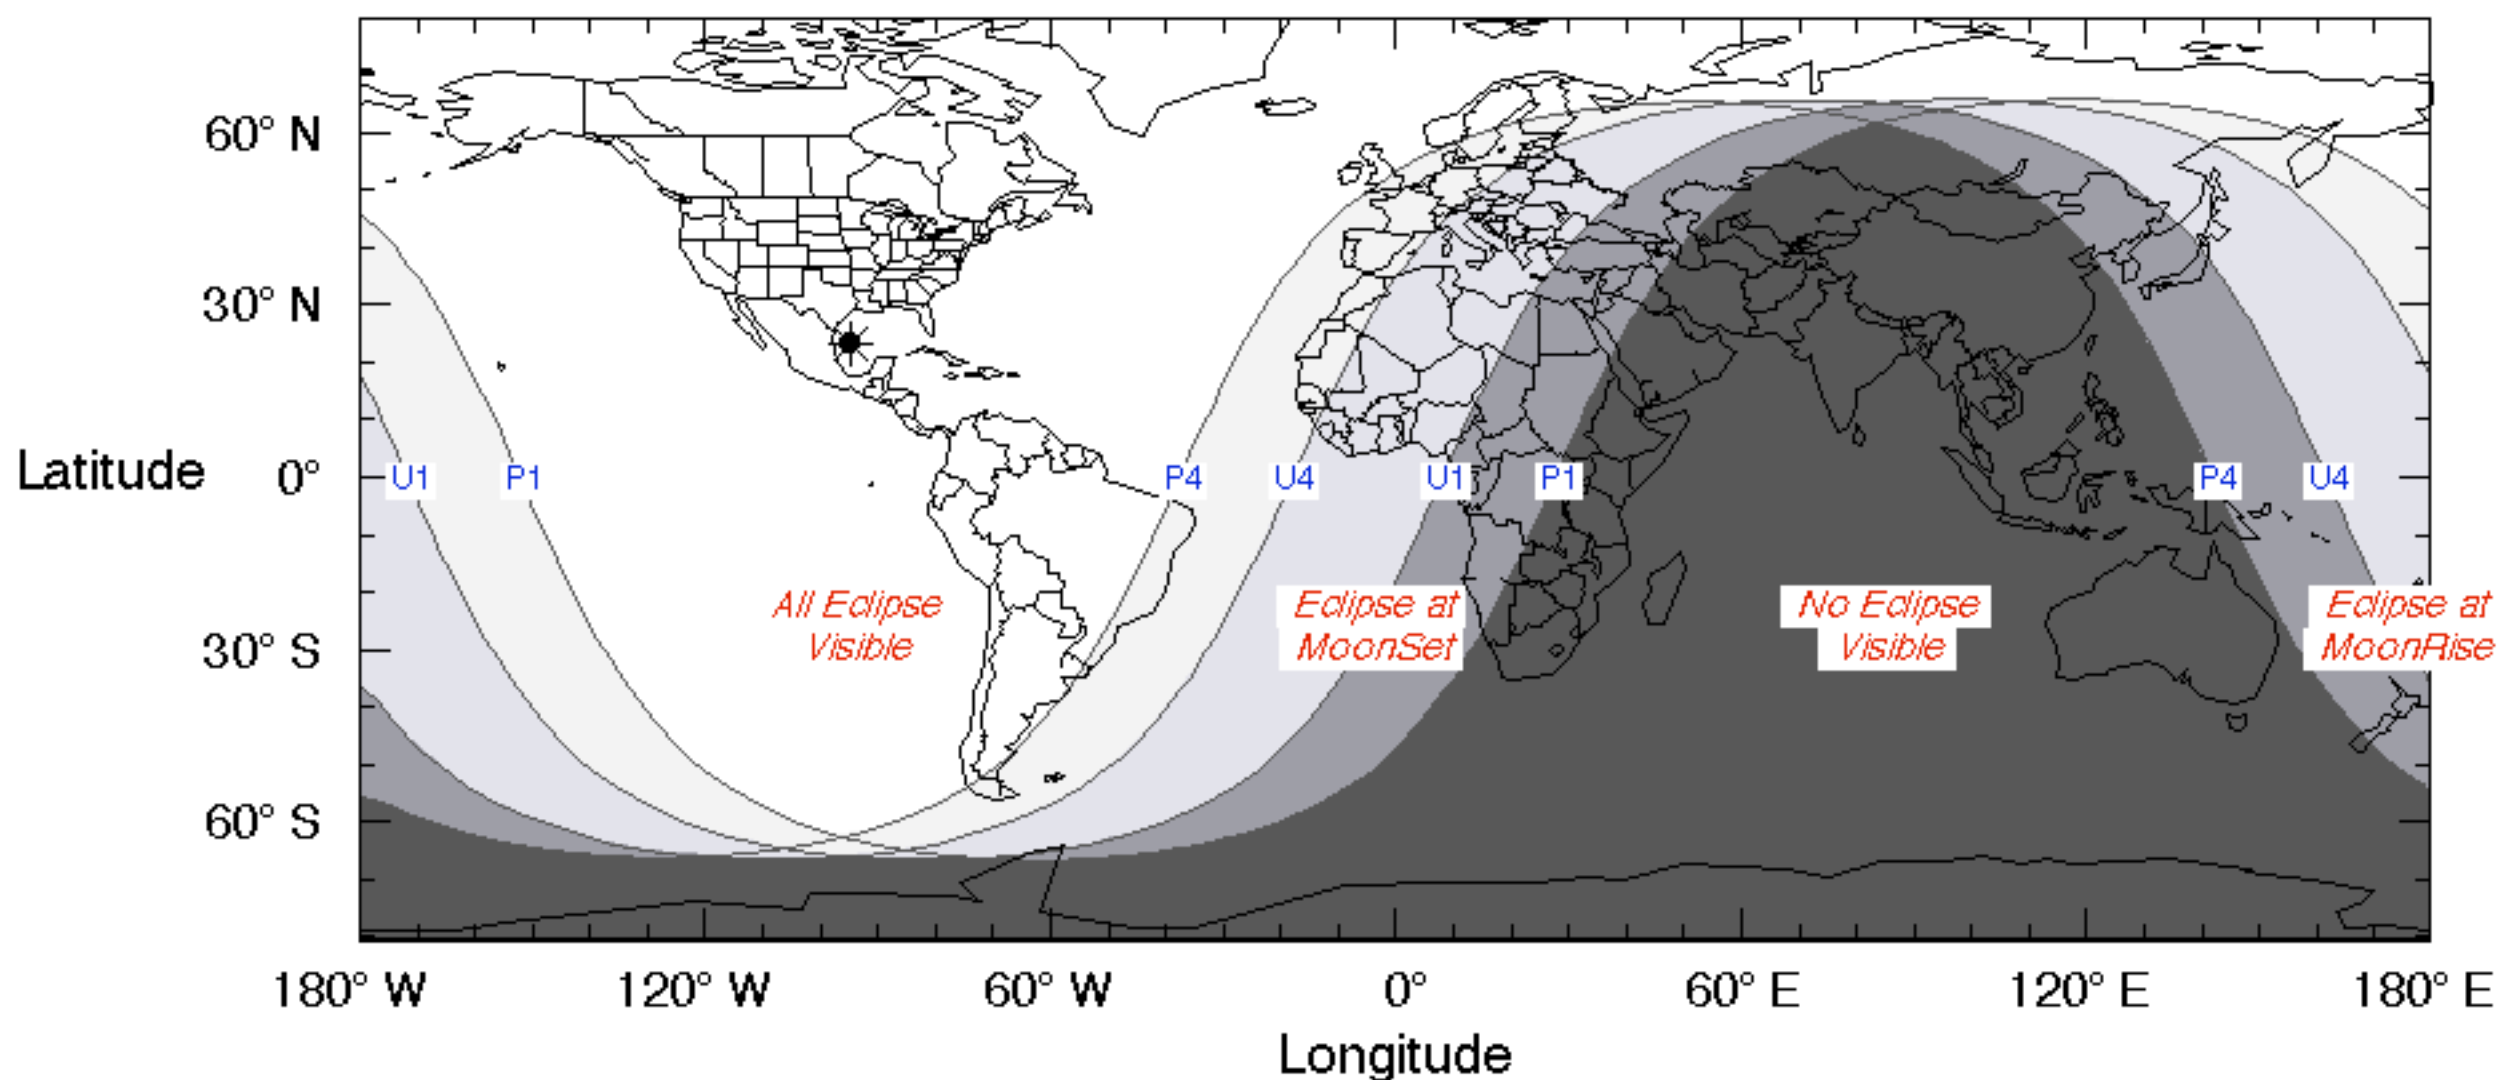 60° N
30° N
Latitude
0°
U1
P1
P4
U4
U1
P1
P4
U4
All Eclipse
Visible
Eclipse at
MoonSet
No Eclipse
Visible
Eclipse at
MoonRise
30° S
60° S
180° W
120° W
60° W
0°
60° E
120° E
180° E
Longitude